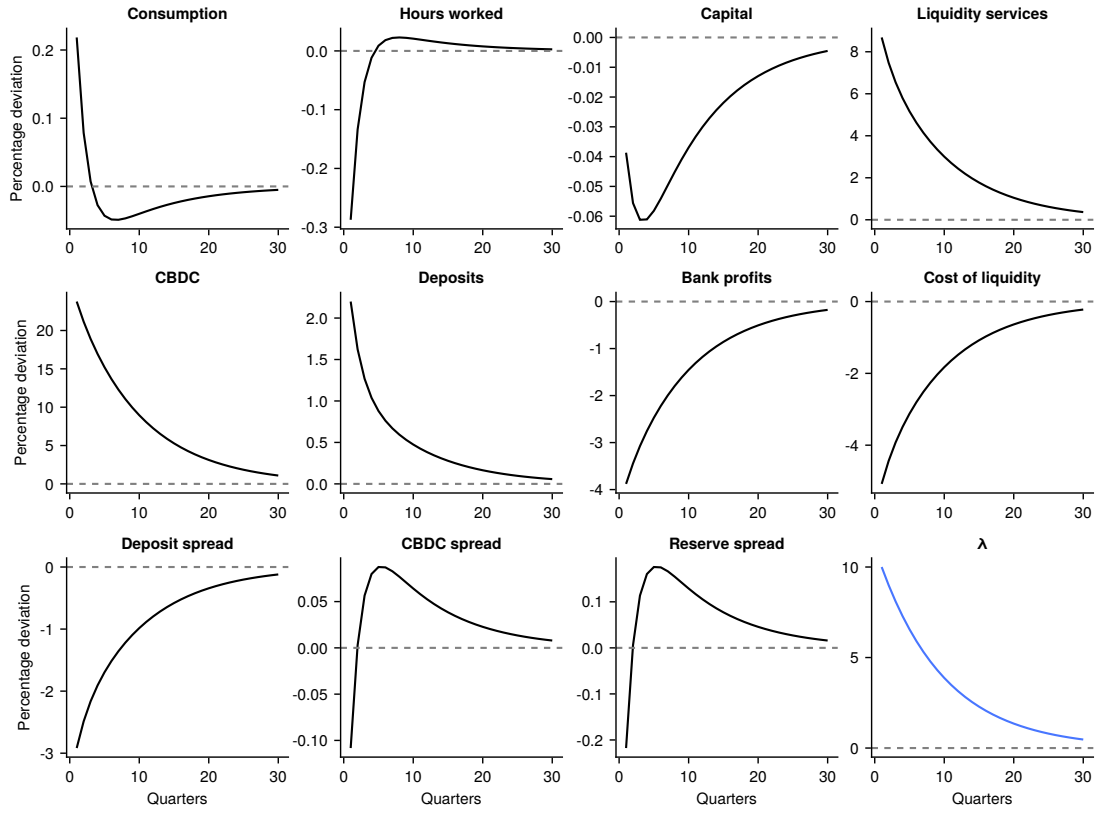 Consumption Hours worked Capital Liquidity services
Percentage deviation
0.2
0.1
0.0
0 10 20 30
0.0
-0.1
-0.2
-0.3
0 10 20 30
0.00
-0.01
-0.02
-0.03
-0.04
-0.05
-0.06
0 10 20 30
8
6
4
2
0
0 10 20 30
CBDC Deposits Bank profits Cost of liquidity
Percentage deviation
20
15
10
5
0
0 10 20 30
2.0
1.5
1.0
0.5
0.0
0 10 20 30
0
-1
-2
-3
-4
0 10 20 30
0
-2
-4
0 10 20 30
Deposit spread CBDC spread Reserve spread λ
Percentage deviation
0
-1
-2
-3
0 10 20 30
Quarters
0.05
0.00
-0.05
-0.10
0 10 20 30
Quarters
0.1
0.0
-0.1
-0.2
0 10 20 30
Quarters
10
5
0
0 10 20 30
Quarters